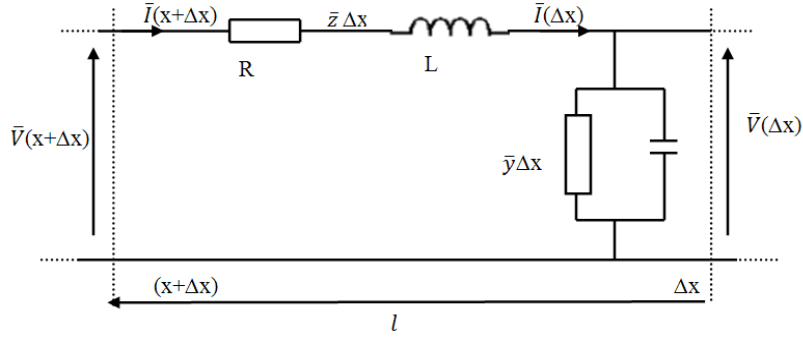 Ī(x+Δx)
z̄ Δx
Ī(Δx)
R
L
V̄(x+Δx)
ȳΔx
V̄(Δx)
(x+Δx)
Δx
l